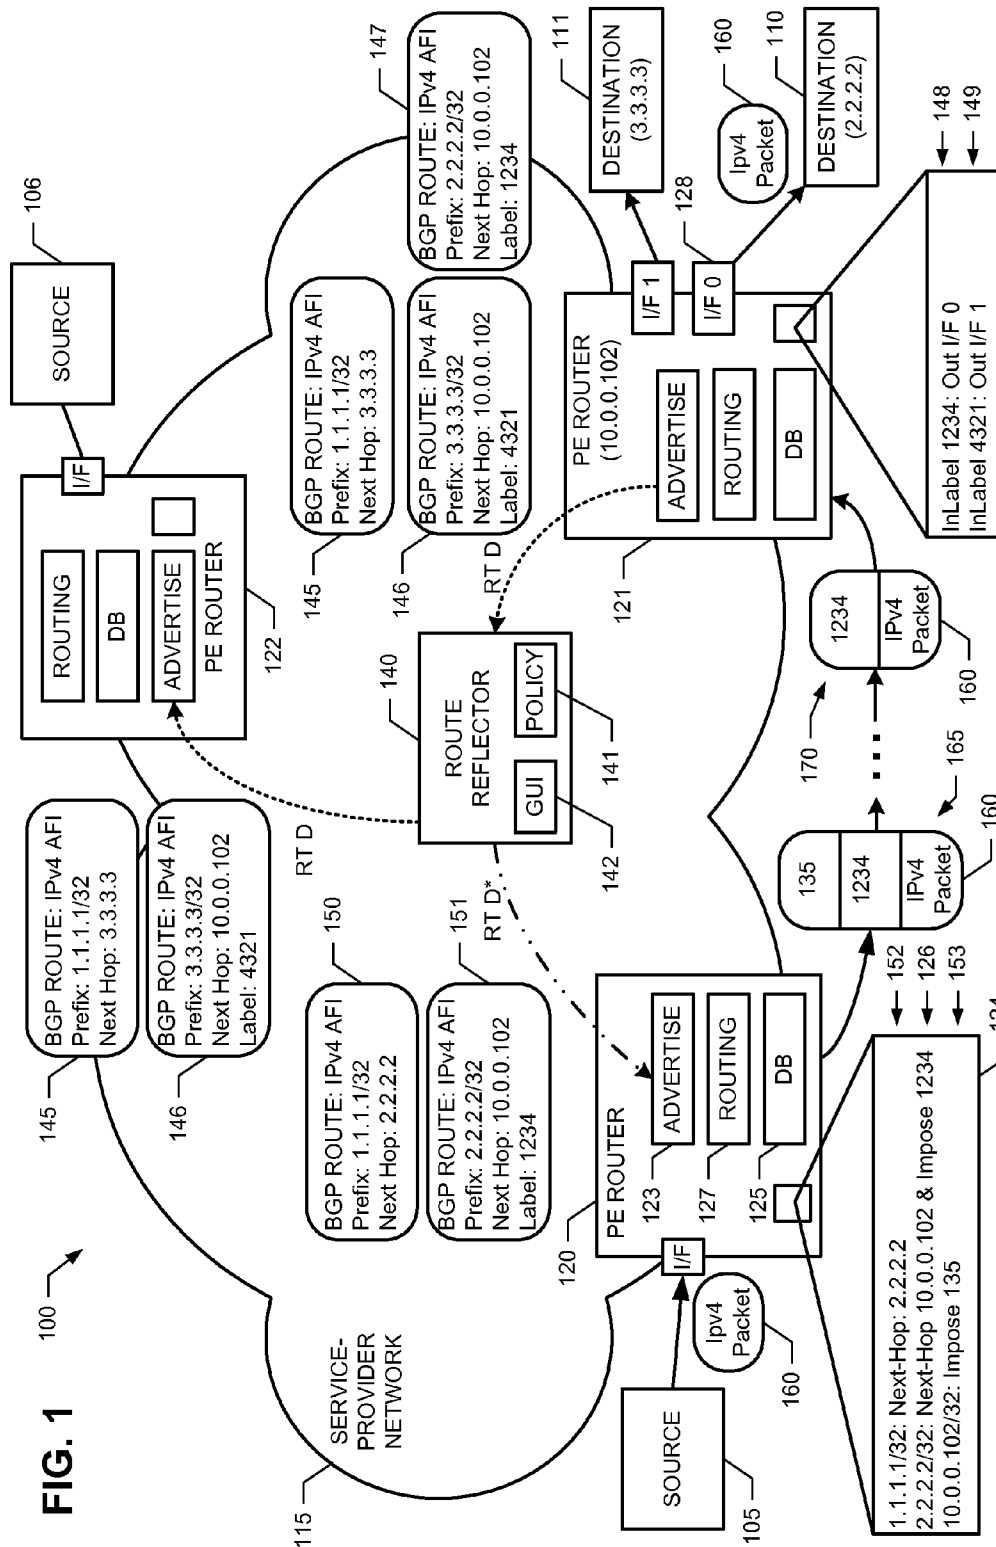 FIG. 1
100
115
SERVICE-
PROVIDER
NETWORK
145
BGP ROUTE: IPv4 AFI
Prefix: 1.1.1.1/32
Next Hop: 3.3.3.3
146
BGP ROUTE: IPv4 AFI
Prefix: 3.3.3.3/32
Next Hop: 10.0.0.102
Label: 4321
RT D
122
ROUTING
DB
ADVERTISE
PE ROUTER
I/F
SOURCE
106
150
BGP ROUTE: IPv4 AFI
Prefix: 1.1.1.1/32
Next Hop: 2.2.2.2
151
BGP ROUTE: IPv4 AFI
Prefix: 2.2.2.2/32
Next Hop: 10.0.0.102
Label: 1234
RT D*
140
ROUTE
REFLECTOR
GUI
POLICY
142
141
RT D
145
BGP ROUTE: IPv4 AFI
Prefix: 1.1.1.1/32
Next Hop: 3.3.3.3
146
BGP ROUTE: IPv4 AFI
Prefix: 3.3.3.3/32
Next Hop: 10.0.0.102
Label: 4321
147
BGP ROUTE: IPv4 AFI
Prefix: 2.2.2.2/32
Next Hop: 10.0.0.102
Label: 1234
SOURCE
105
Ipv4
Packet
160
I/F
120
PE ROUTER
123
ADVERTISE
127
ROUTING
125
DB
121
PE ROUTER
(10.0.0.102)
ADVERTISE
ROUTING
DB
I/F 1
I/F 0
128
DESTINATION
(3.3.3.3)
111
Ipv4
Packet
160
DESTINATION
(2.2.2.2)
110
135
1234
IPv4
Packet
165
160
170
1234
IPv4
Packet
160
1.1.1.1/32: Next-Hop: 2.2.2.2
2.2.2.2/32: Next-Hop 10.0.0.102 & Impose 1234
10.0.0.102/32: Impose 135
152
126
153
InLabel 1234: Out I/F 0
InLabel 4321: Out I/F 1
148
149